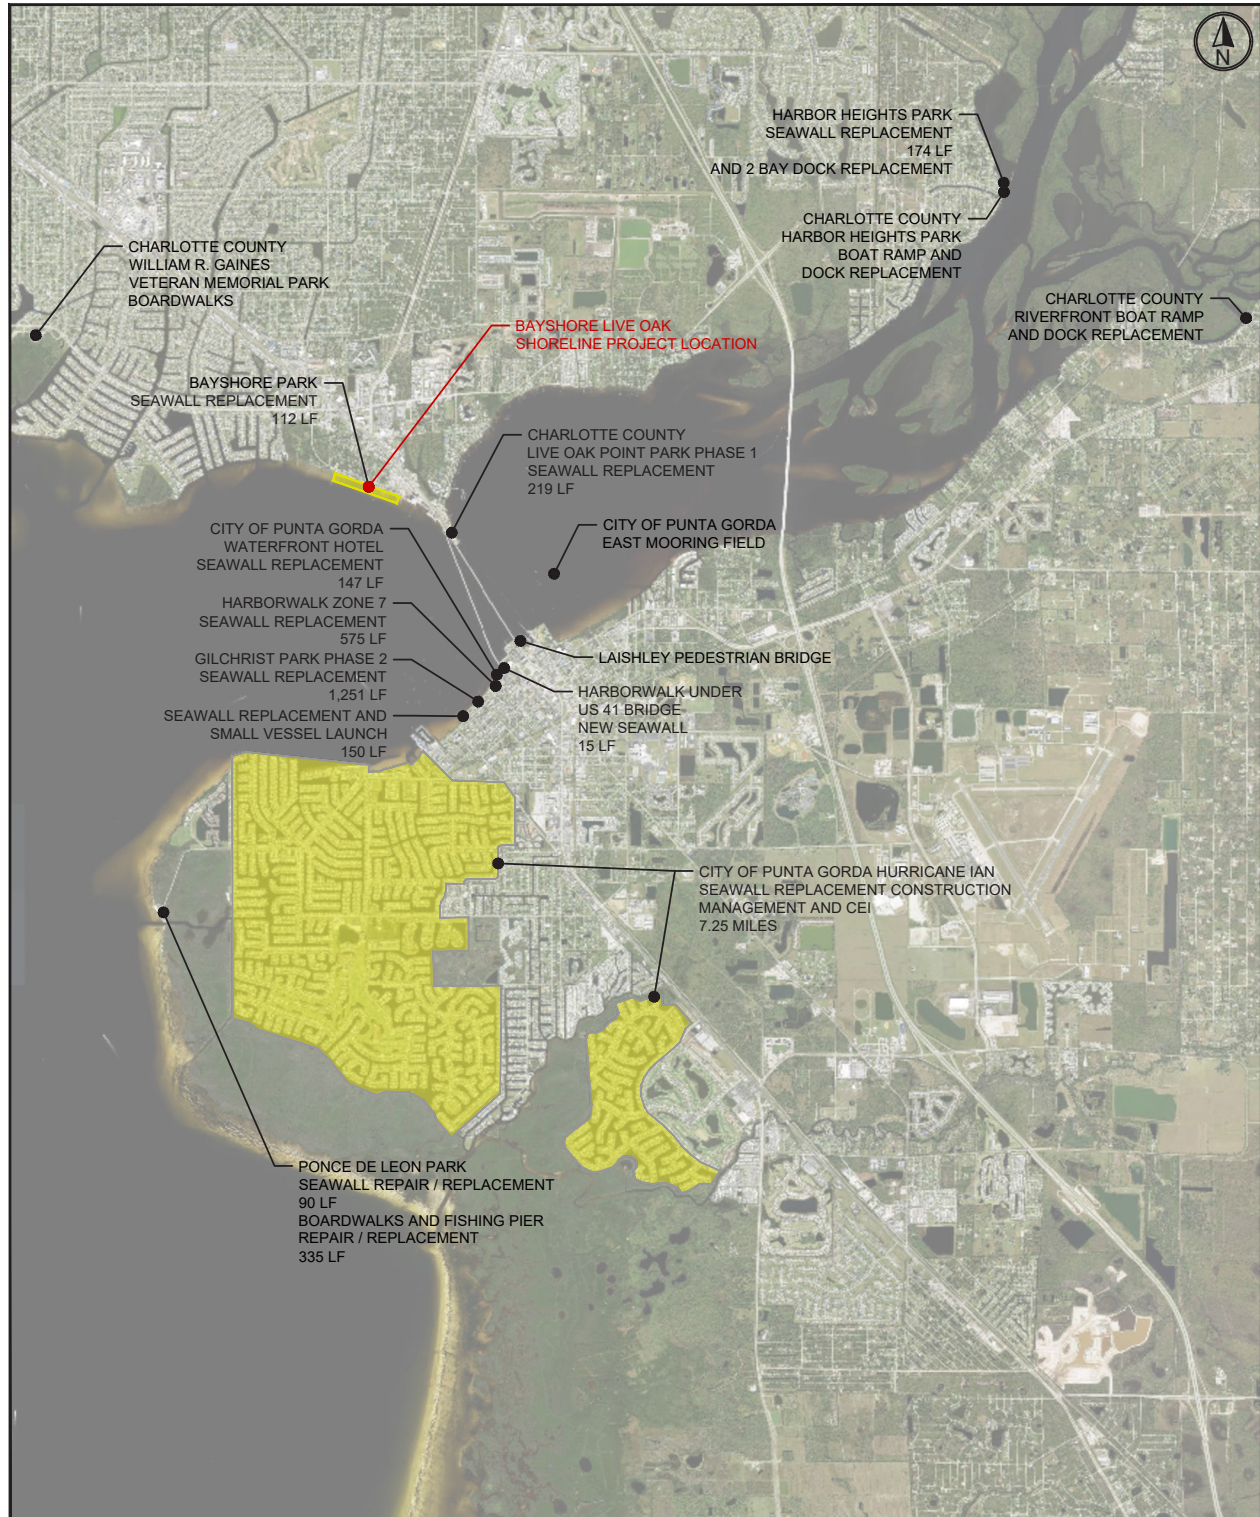 N
HARBOR HEIGHTS PARK
SEAWALL REPLACEMENT
174 LF
AND 2 BAY DOCK REPLACEMENT
CHARLOTTE COUNTY
HARBOR HEIGHTS PARK
BOAT RAMP AND
DOCK REPLACEMENT
CHARLOTTE COUNTY
WILLIAM R. GAINES
VETERAN MEMORIAL PARK
BOARDWALKS
CHARLOTTE COUNTY
RIVERFRONT BOAT RAMP
AND DOCK REPLACEMENT
BAYSHORE LIVE OAK
SHORELINE PROJECT LOCATION
BAYSHORE PARK
SEAWALL REPLACEMENT
112 LF
CHARLOTTE COUNTY
LIVE OAK POINT PARK PHASE 1
SEAWALL REPLACEMENT
219 LF
CITY OF PUNTA GORDA
EAST MOORING FIELD
CITY OF PUNTA GORDA
WATERFRONT HOTEL
SEAWALL REPLACEMENT
147 LF
HARBORWALK ZONE 7
SEAWALL REPLACEMENT
575 LF
GILCHRIST PARK PHASE 2
SEAWALL REPLACEMENT
1,251 LF
SEAWALL REPLACEMENT AND
SMALL VESSEL LAUNCH
150 LF
LAISHLEY PEDESTRIAN BRIDGE
HARBORWALK UNDER
US 41 BRIDGE
NEW SEAWALL
15 LF
CITY OF PUNTA GORDA HURRICANE IAN
SEAWALL REPLACEMENT CONSTRUCTION
MANAGEMENT AND CEI
7.25 MILES
PONCE DE LEON PARK
SEAWALL REPAIR / REPLACEMENT
90 LF
BOARDWALKS AND FISHING PIER
REPAIR / REPLACEMENT
335 LF